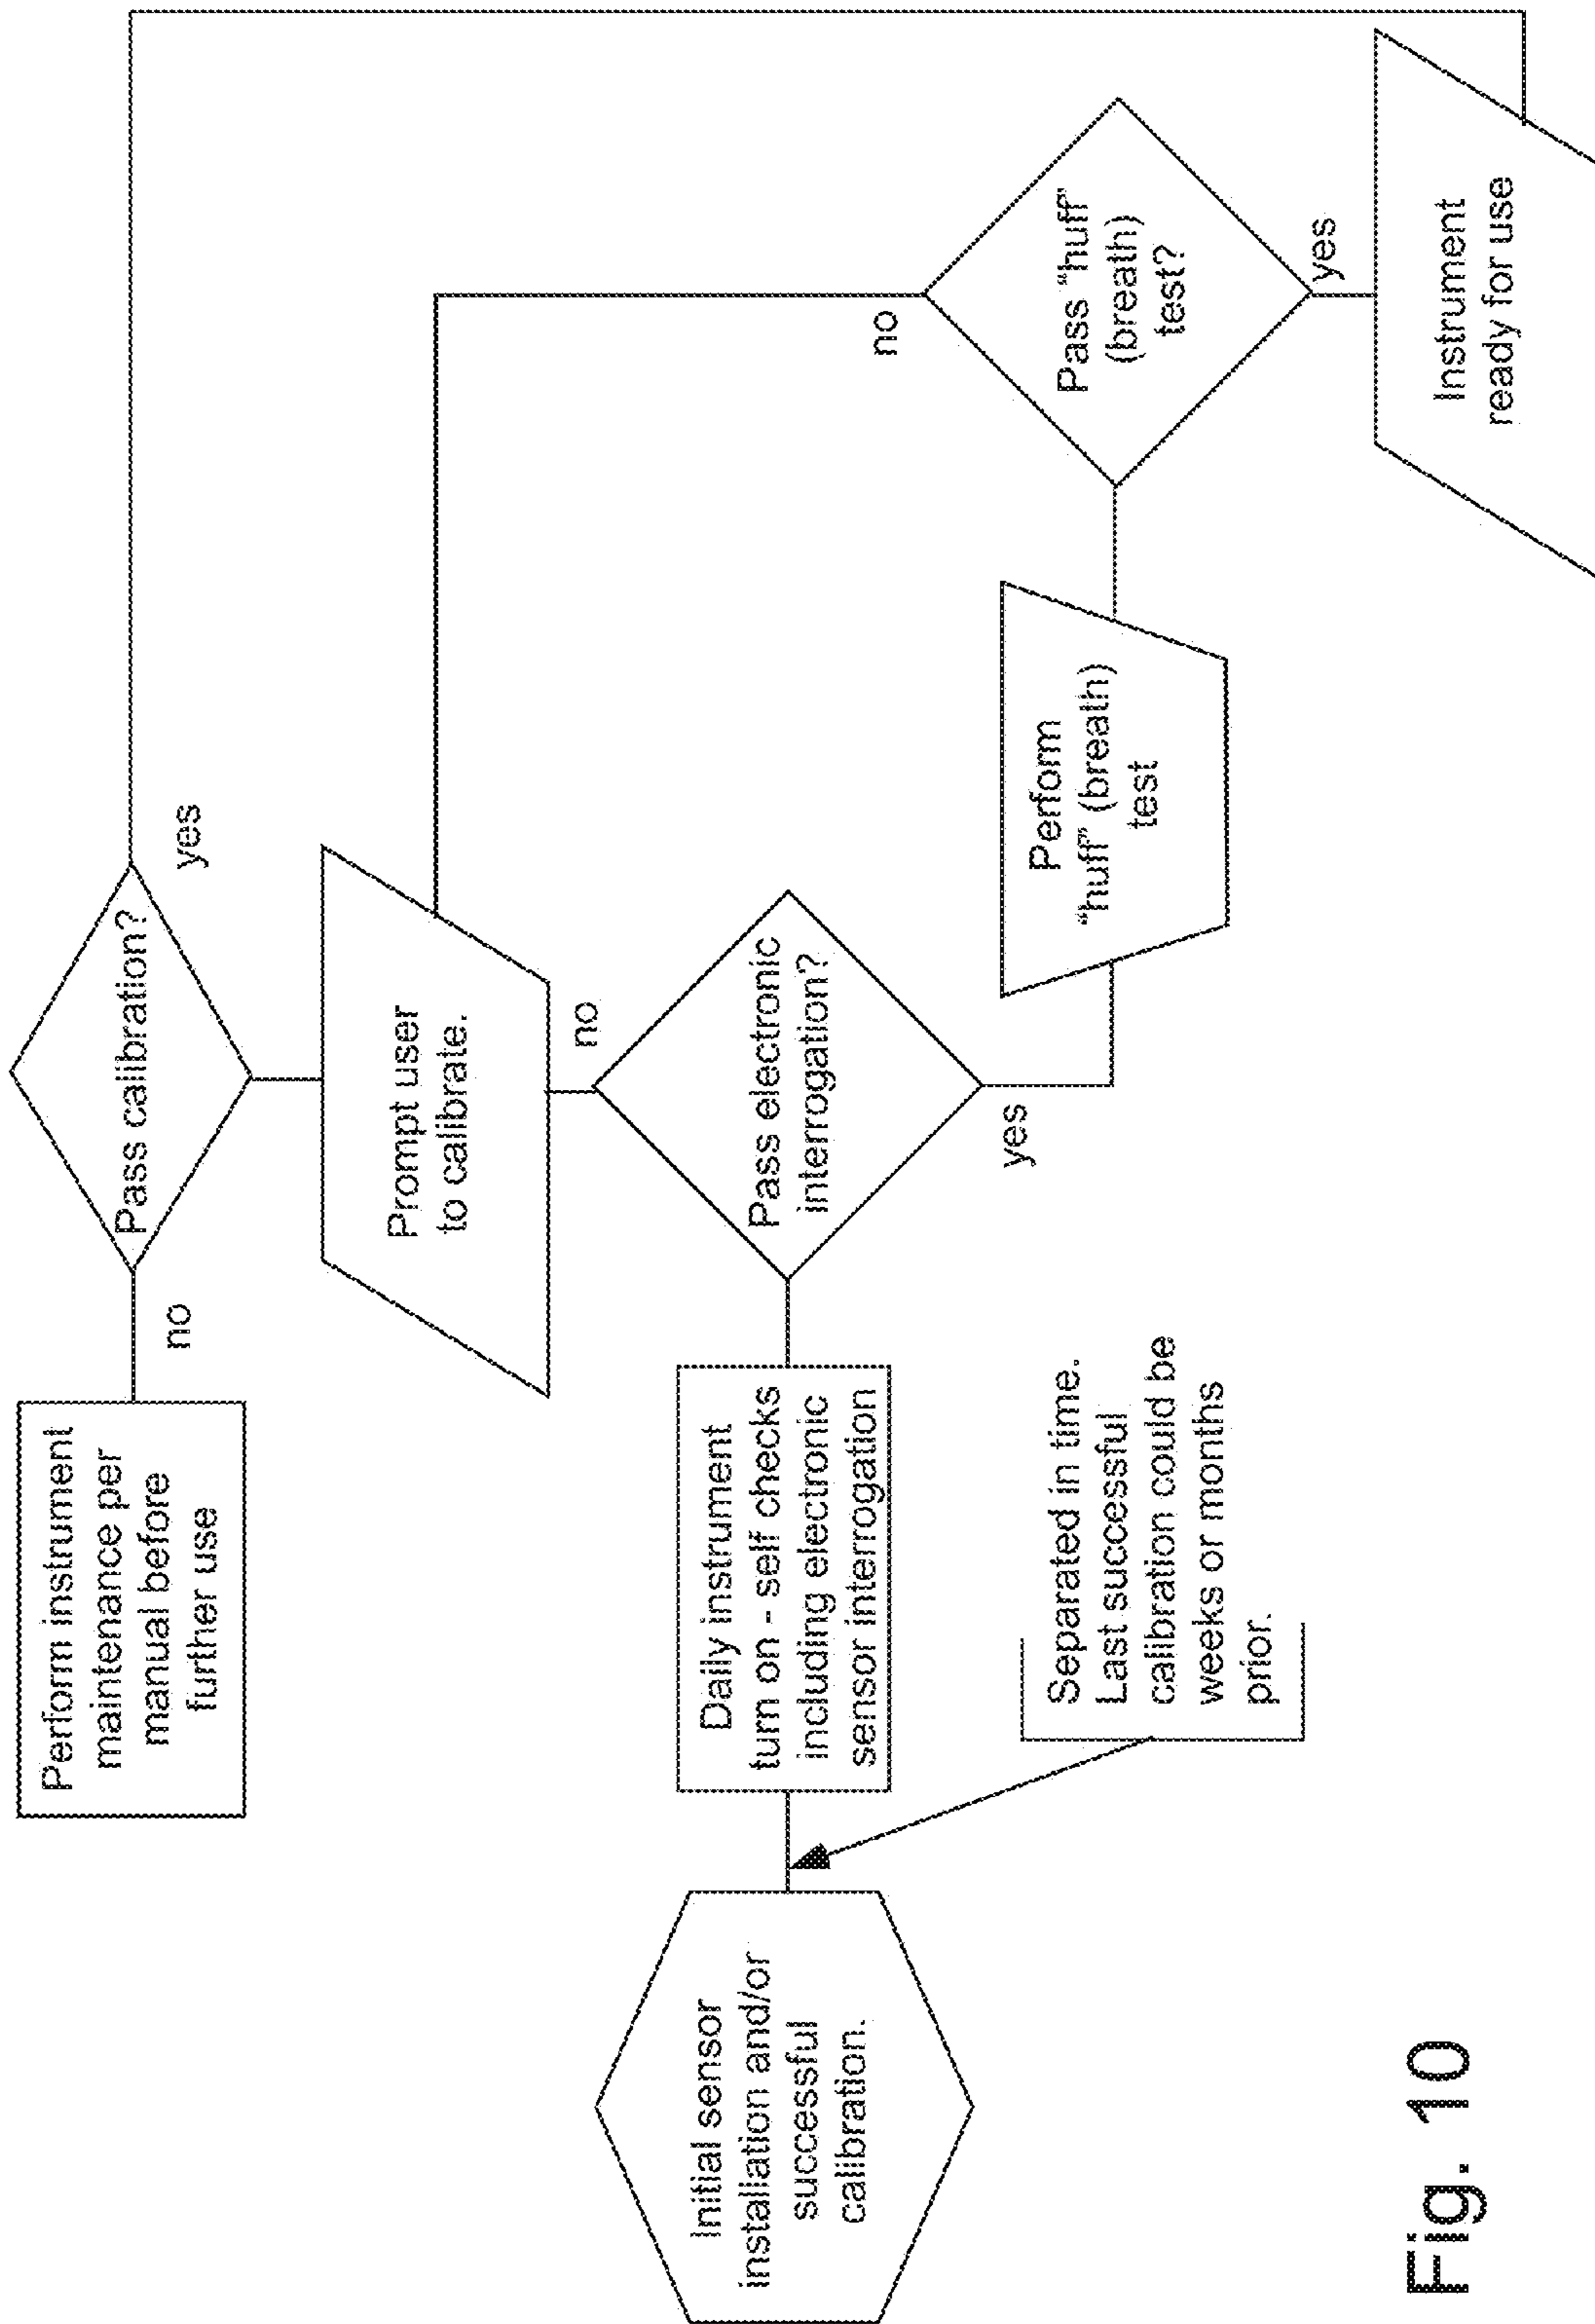 Perform instrument
maintenance per
manual before
further use
no
Pass calibration?
yes
Prompt user
to calibrate.
no
Initial sensor
installation and/or
successful
calibration.
Daily instrument
turn on - self checks
including electronic
sensor interrogation
Pass electronic
interrogation?
yes
Separated in time.
Last successful
calibration could be
weeks or months
prior.
Perform
“huff” (breath)
test
Pass “huff”
(breath)
test?
no
yes
Instrument
ready for use
Fig. 10